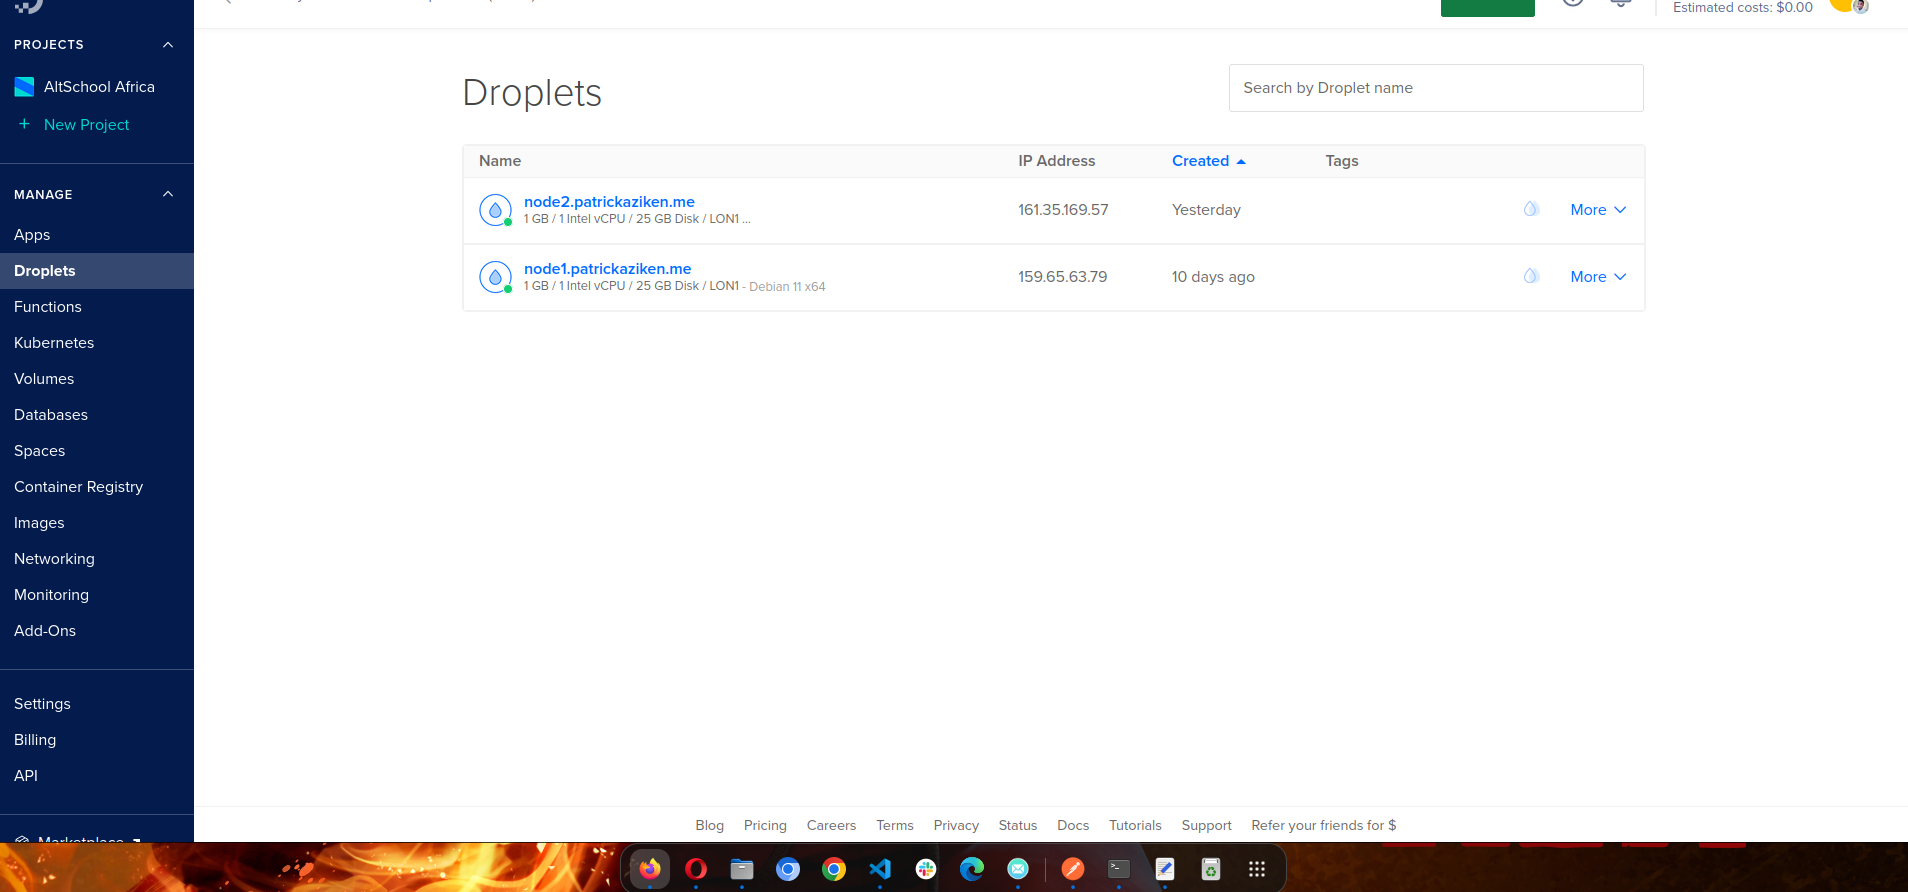 Estimated costs: $0.00
PROJECTS
AltSchool Africa
+ New Project
MANAGE
Apps
Droplets
Functions
Kubernetes
Volumes
Databases
Spaces
Container Registry
Images
Networking
Monitoring
Add-Ons
Settings
Billing
API
Marketplace
Droplets
Search by Droplet name
Name IP Address Created Tags
node2.patrickaziken.me 161.35.169.57 Yesterday More
1 GB / 1 Intel vCPU / 25 GB Disk / LON1 ...
node1.patrickaziken.me 159.65.63.79 10 days ago More
1 GB / 1 Intel vCPU / 25 GB Disk / LON1 - Debian 11 x64
Blog Pricing Careers Terms Privacy Status Docs Tutorials Support Refer your friends for $